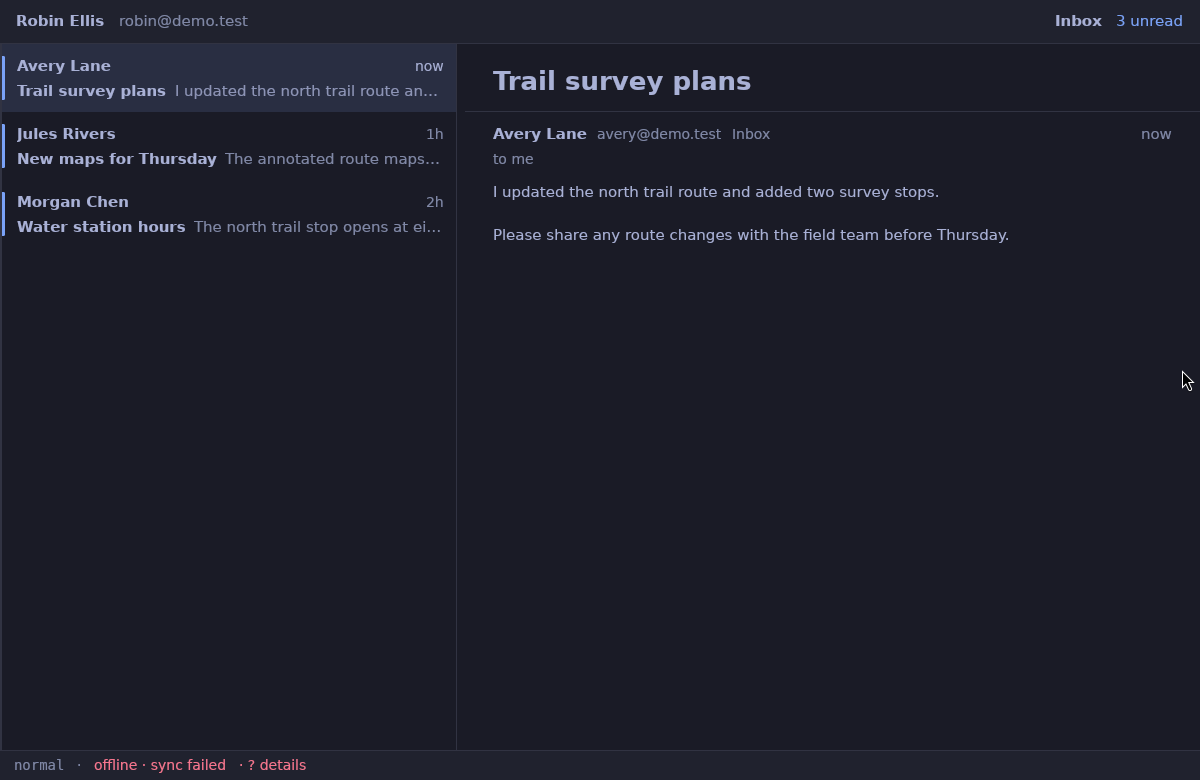 Robin Ellis robin@demo.test Inbox 3 unread
Avery Lane now
Trail survey plans I updated the north trail route an…
Jules Rivers 1h
New maps for Thursday The annotated route maps…
Morgan Chen 2h
Water station hours The north trail stop opens at ei…
Trail survey plans
Avery Lane avery@demo.test Inbox now
to me
I updated the north trail route and added two survey stops.
Please share any route changes with the field team before Thursday.
normal · offline · sync failed · ? details